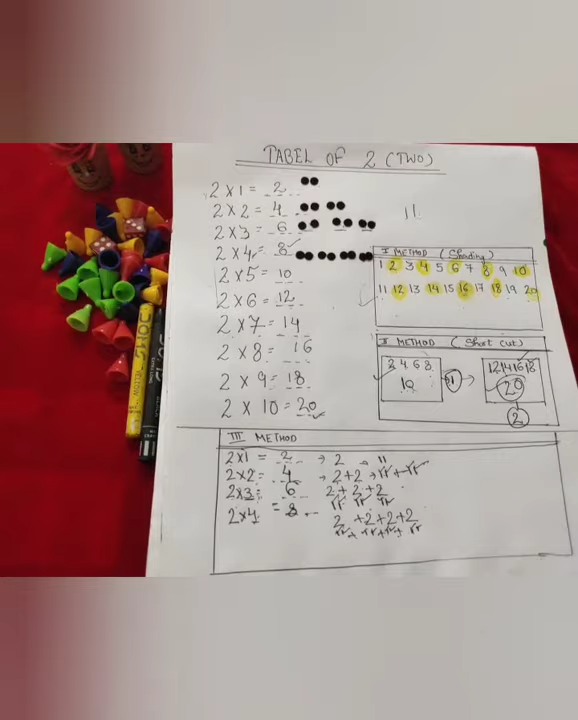 TABEL OF 2 (TWO)
2 x 1 = 2
2 x 2 = 4
2 x 3 = 6
2 x 4 = 8
2 x 5 = 10
2 x 6 = 12
2 x 7 = 14
2 x 8 = 16
2 x 9 = 18
2 x 10 = 20
11
I METHOD (Shading)
1 2 3 4 5 6 7 8 9 10
11 12 13 14 15 16 17 18 19 20
I METHOD (Short cut)
2 4 6 8
10
12 14 16 18
20
2
III METHOD
2x1 = 2 → 2 → 11
2x2 = 4 → 2+2 → 11+11
2x3 = 6 2+2+2
2x4 = 8 2+2+2+2